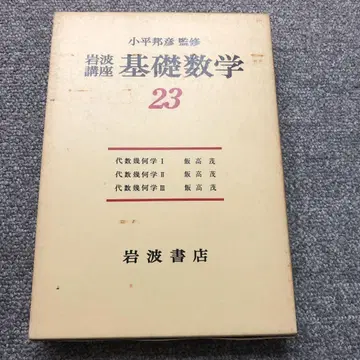 小平邦彦 監修
岩波講座 基礎数学
23
代数幾何学 I 飯高茂
代数幾何学 II 飯高茂
代数幾何学 III 飯高茂
岩波書店